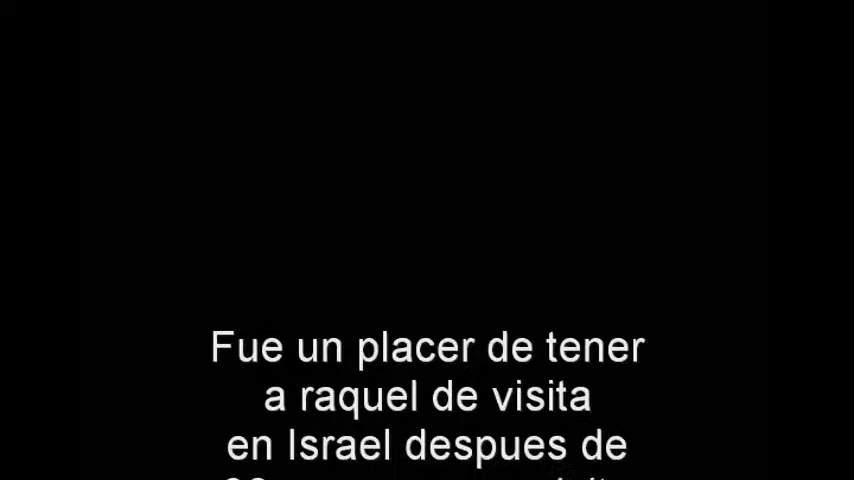 Fue un placer de tener
a raquel de visita
en Israel despues de